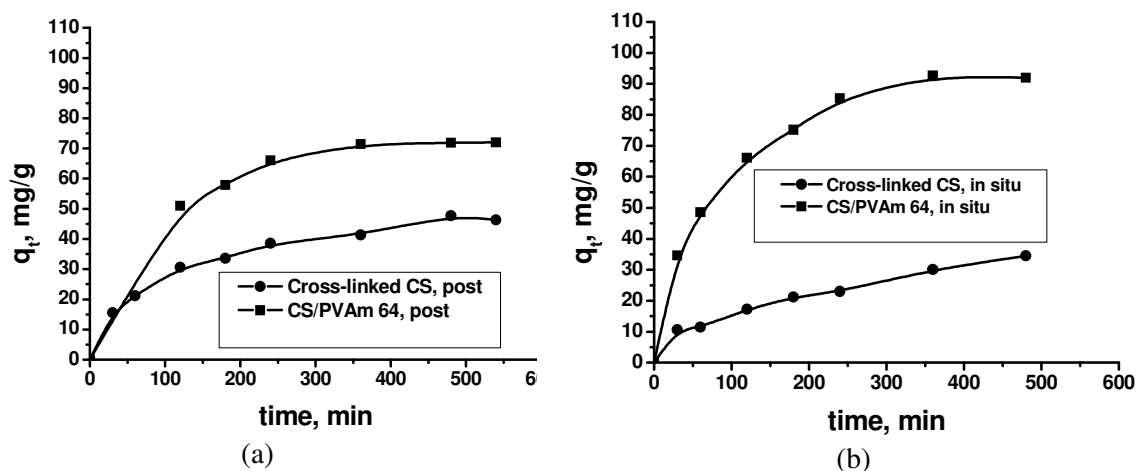 110
100
90
80
70
60
50
40
30
20
10
0
q_t, mg/g
Cross-linked CS, post
CS/PVAm 64, post
0 100 200 300 400 500
time, min
(a)
110
100
90
80
70
60
50
40
30
20
10
0
q_t, mg/g
Cross-linked CS, in situ
CS/PVAm 64, in situ
0 100 200 300 400 500 600
time, min
(b)